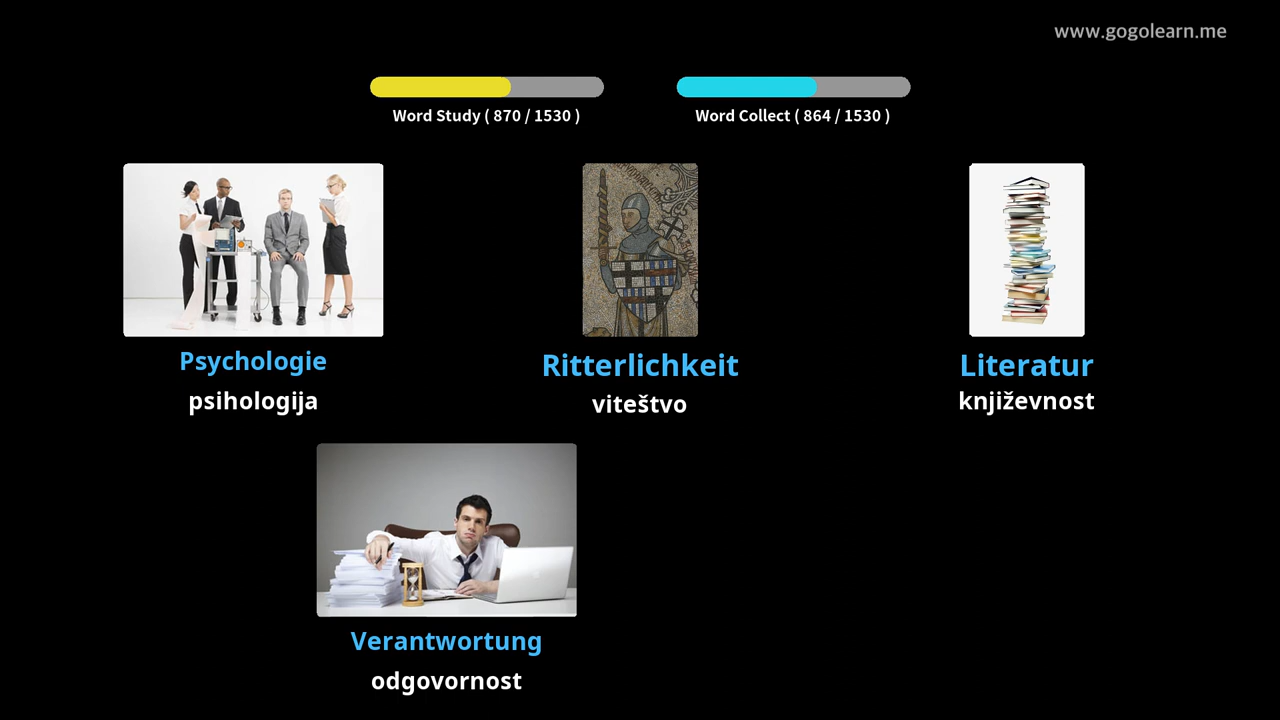 www.gogolearn.me
Word Study ( 870 / 1530 )
Word Collect ( 864 / 1530 )
Psychologie
psihologija
Ritterlichkeit
viteštvo
Literatur
književnost
Verantwortung
odgovornost